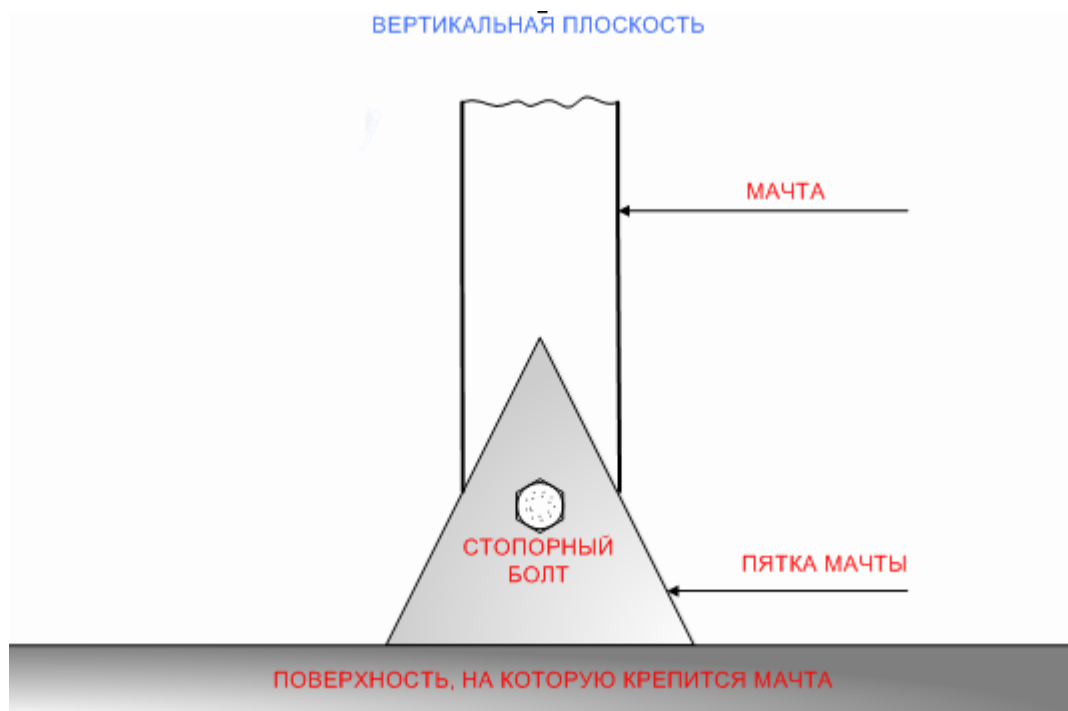 ВЕРТИКАЛЬНАЯ ПЛОСКОСТЬ
МАЧТА
СТОПОРНЫЙ
БОЛТ
ПЯТКА МАЧТЫ
ПОВЕРХНОСТЬ, НА КОТОРУЮ КРЕПИТСЯ МАЧТА